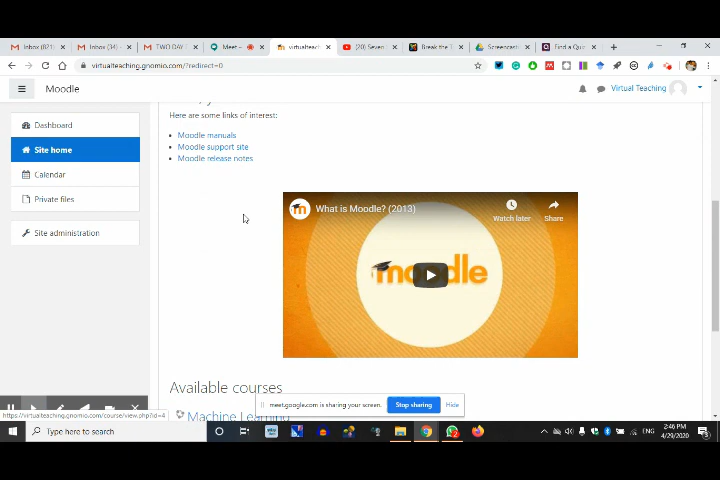 Inbox (821)
Inbox (34) -
TWO DAY
Meet –
virtualteach
(20) Seven
Break the T
Screencasti
Find a Qui
virtualteaching.gnomio.com/?redirect=0
Moodle
Virtual Teaching
Here are some links of interest:
Dashboard
Moodle manuals
Site home
Moodle support site
Moodle release notes
Calendar
Private files
Site administration
What is Moodle? (2013)
Watch later
Share
moodle
Available courses
meet.google.com is sharing your screen.
Stop sharing
Hide
https://virtualteaching.gnomio.com/course/view.php?id=4
Machine Learning
Type here to search
ENG
2:46 PM
4/29/2020